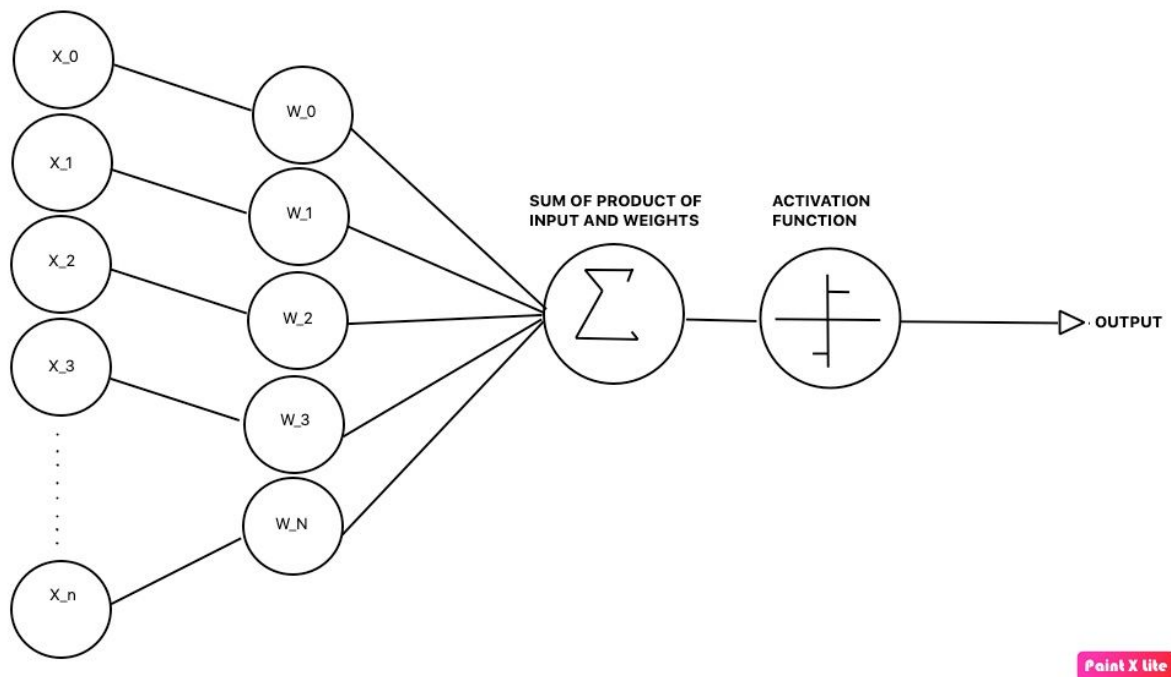 X_0
X_1
X_2
X_3
X_n
W_0
W_1
W_2
W_3
W_N
SUM OF PRODUCT OF
INPUT AND WEIGHTS
Σ
ACTIVATION
FUNCTION
OUTPUT
Paint X Lite